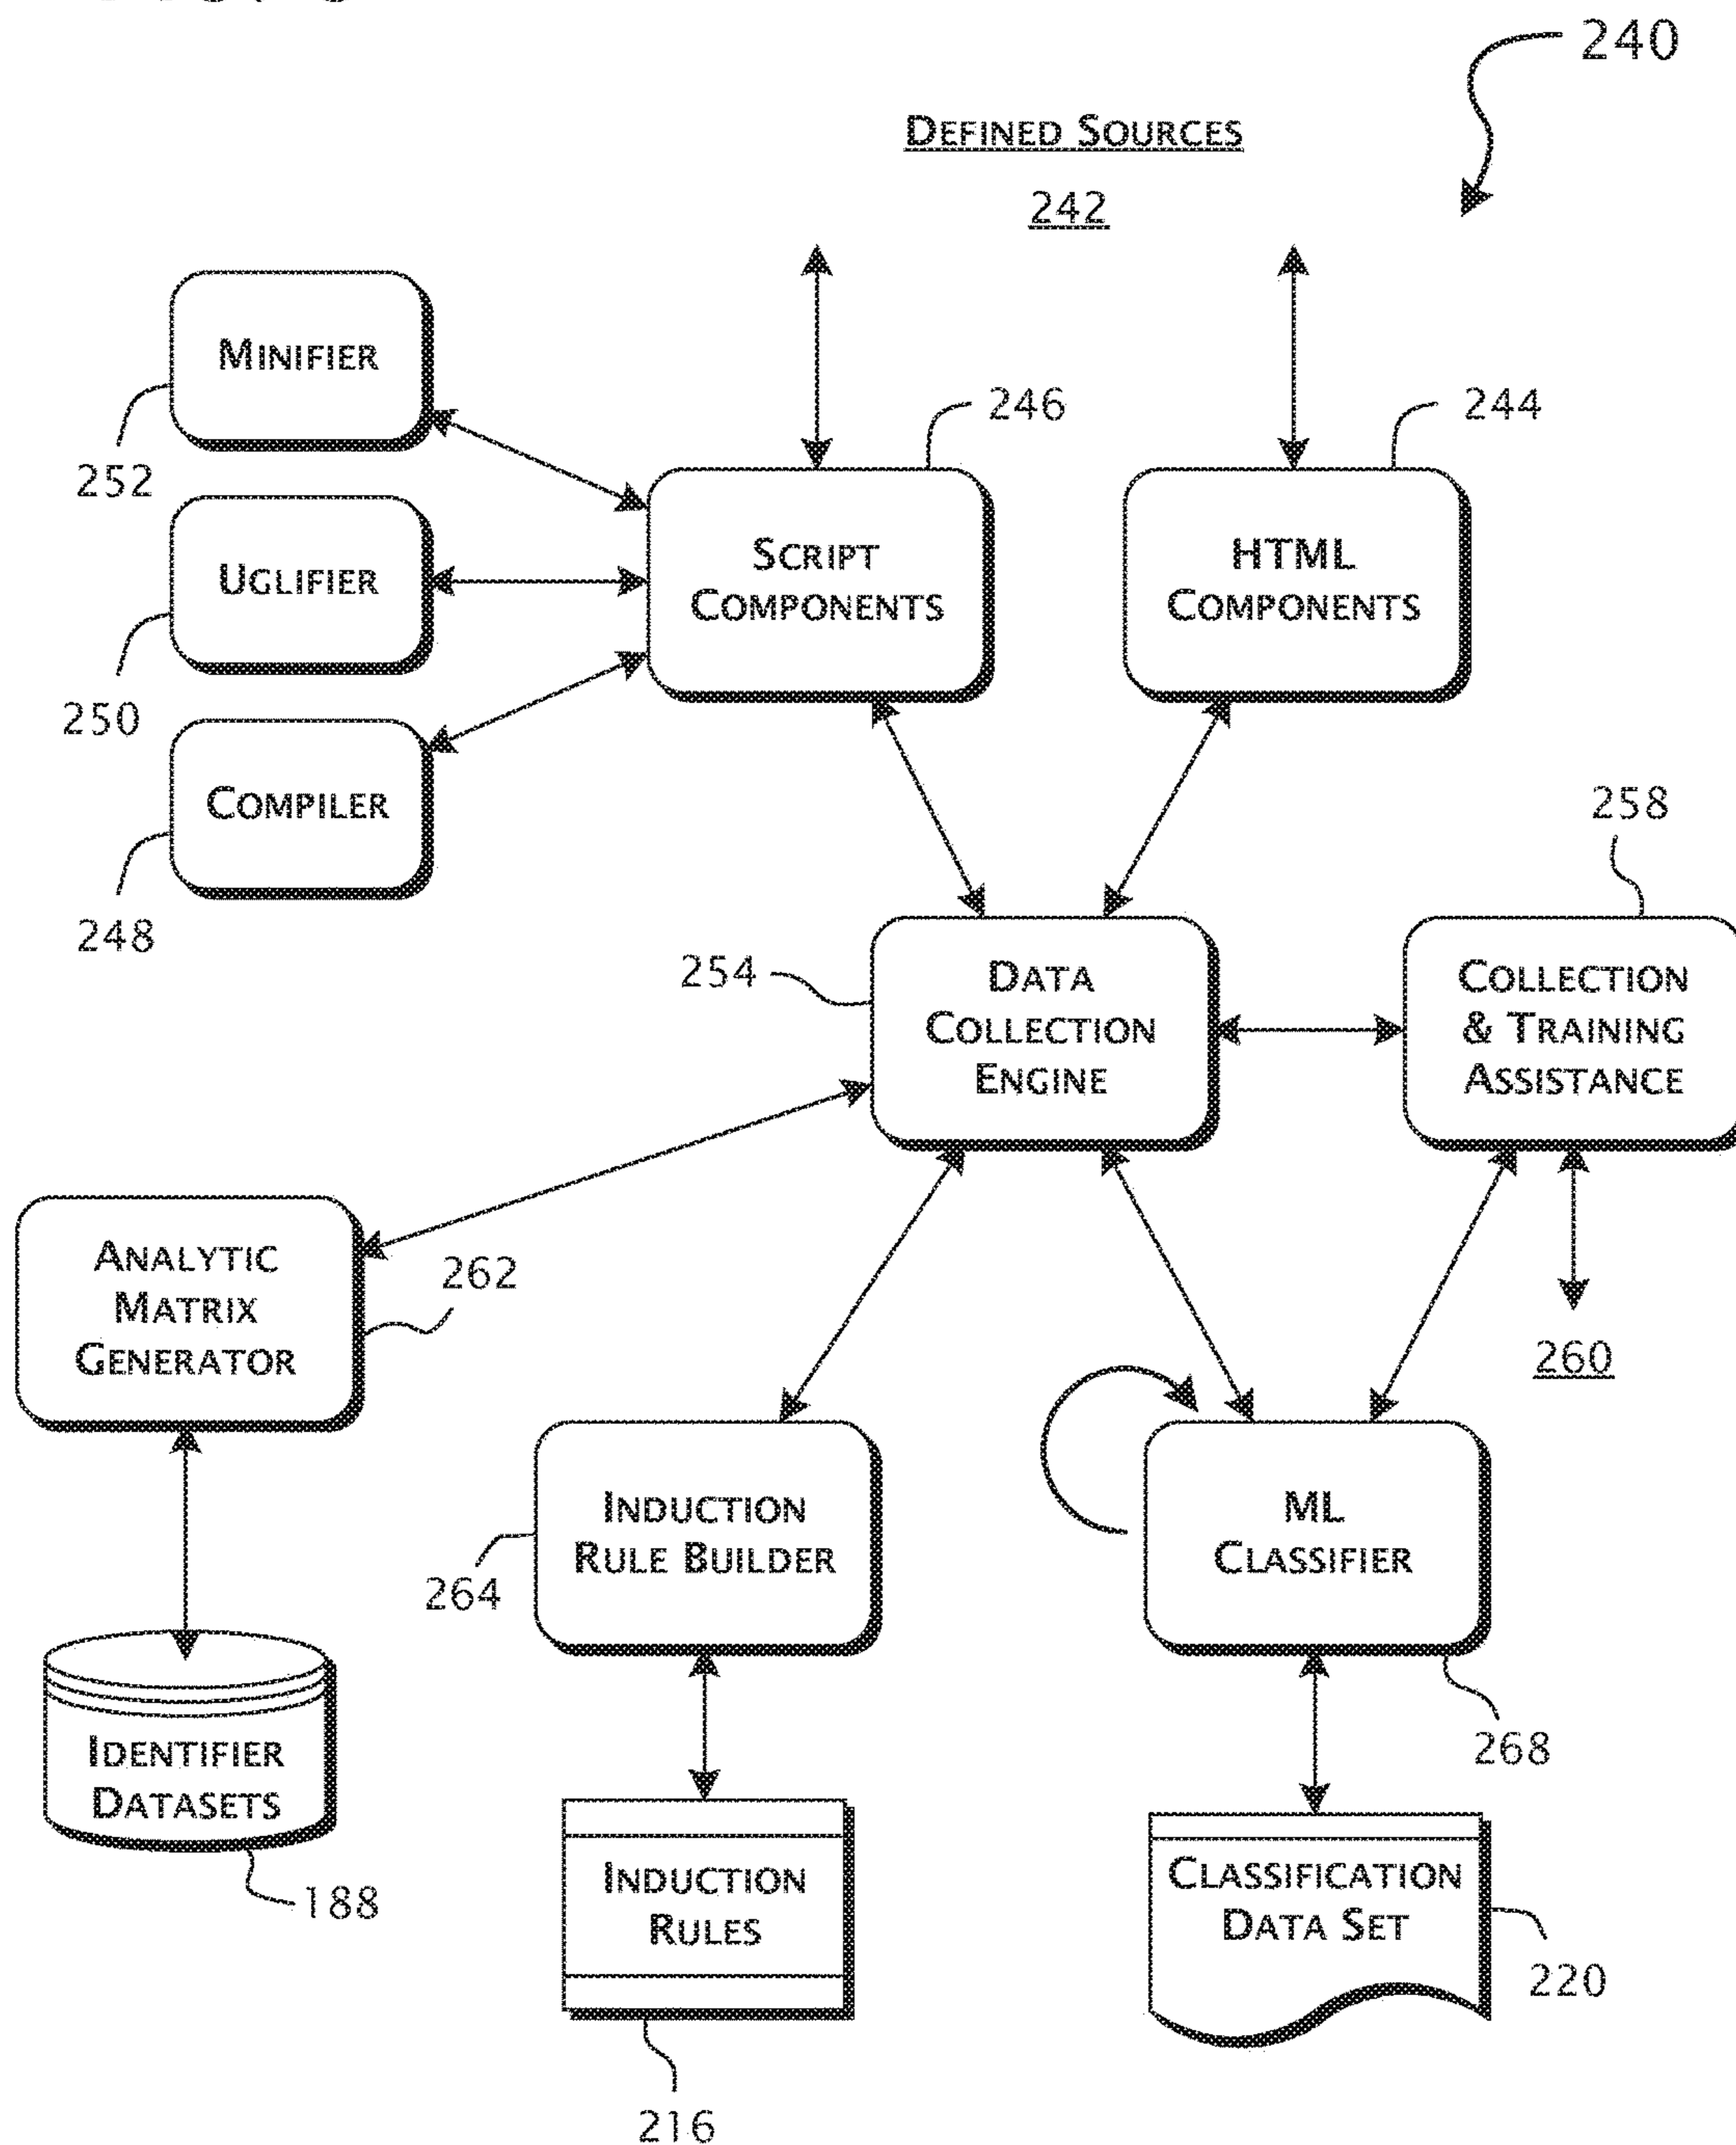 240
DEFINED SOURCES
242
MINIFIER
252
246
244
SCRIPT
COMPONENTS
HTML
COMPONENTS
UGLIFIER
250
COMPILER
248
258
254
DATA
COLLECTION
ENGINE
COLLECTION
& TRAINING
ASSISTANCE
ANALYTIC
MATRIX
GENERATOR
262
260
INDUCTION
RULE BUILDER
264
ML
CLASSIFIER
268
IDENTIFIER
DATASETS
188
INDUCTION
RULES
216
CLASSIFICATION
DATA SET
220